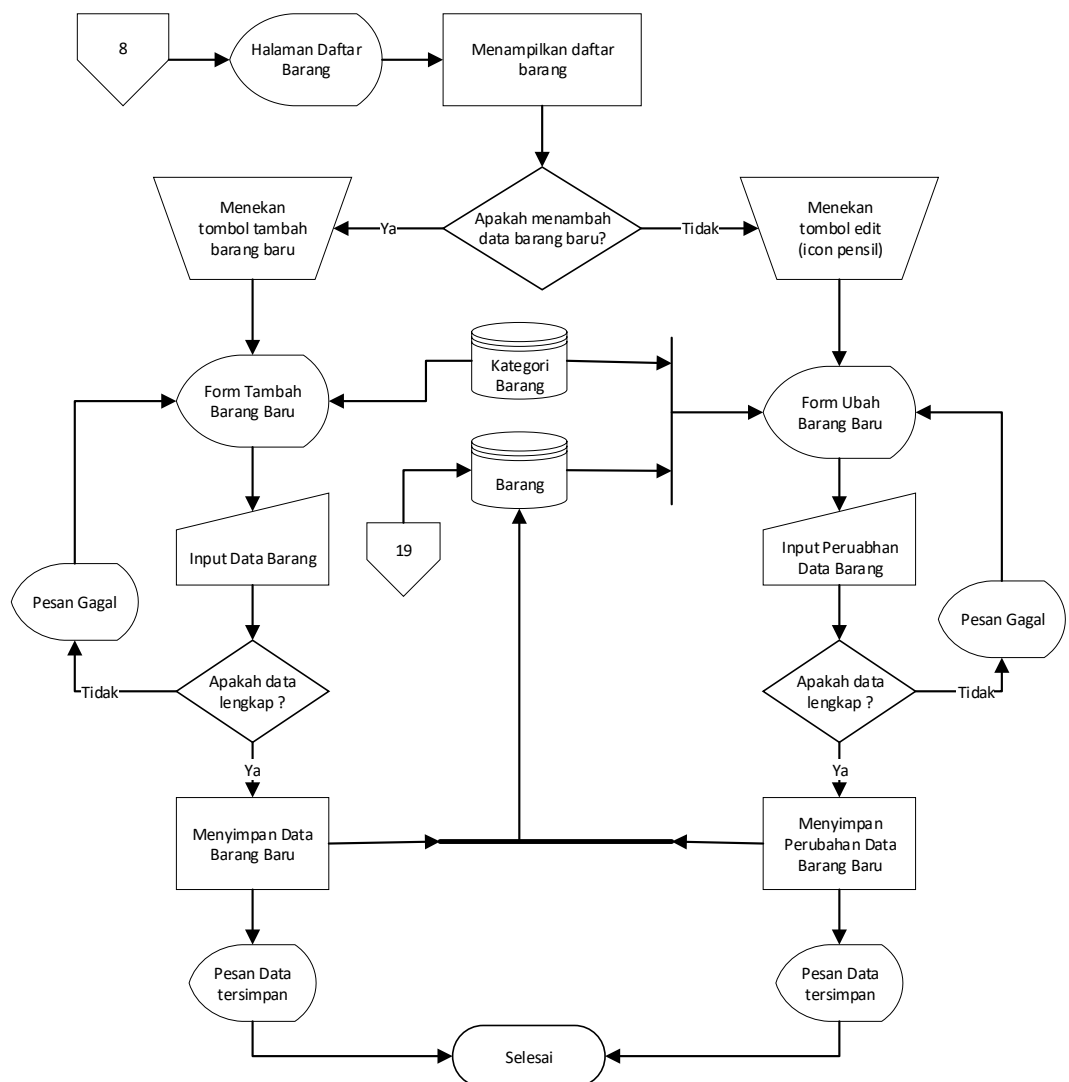 8
Halaman Daftar
Barang
Menampilkan daftar
barang
Menekan
tombol tambah
barang baru
Ya
Apakah menambah
data barang baru?
Tidak
Menekan
tombol edit
(icon pensil)
Form Tambah
Barang Baru
Kategori
Barang
Form Ubah
Barang Baru
Barang
19
Input Data Barang
Input Peruabhan
Data Barang
Pesan Gagal
Pesan Gagal
Apakah data
lengkap ?
Tidak
Apakah data
lengkap ?
Tidak
Ya
Ya
Menyimpan Data
Barang Baru
Menyimpan
Perubahan Data
Barang Baru
Pesan Data
tersimpan
Pesan Data
tersimpan
Selesai